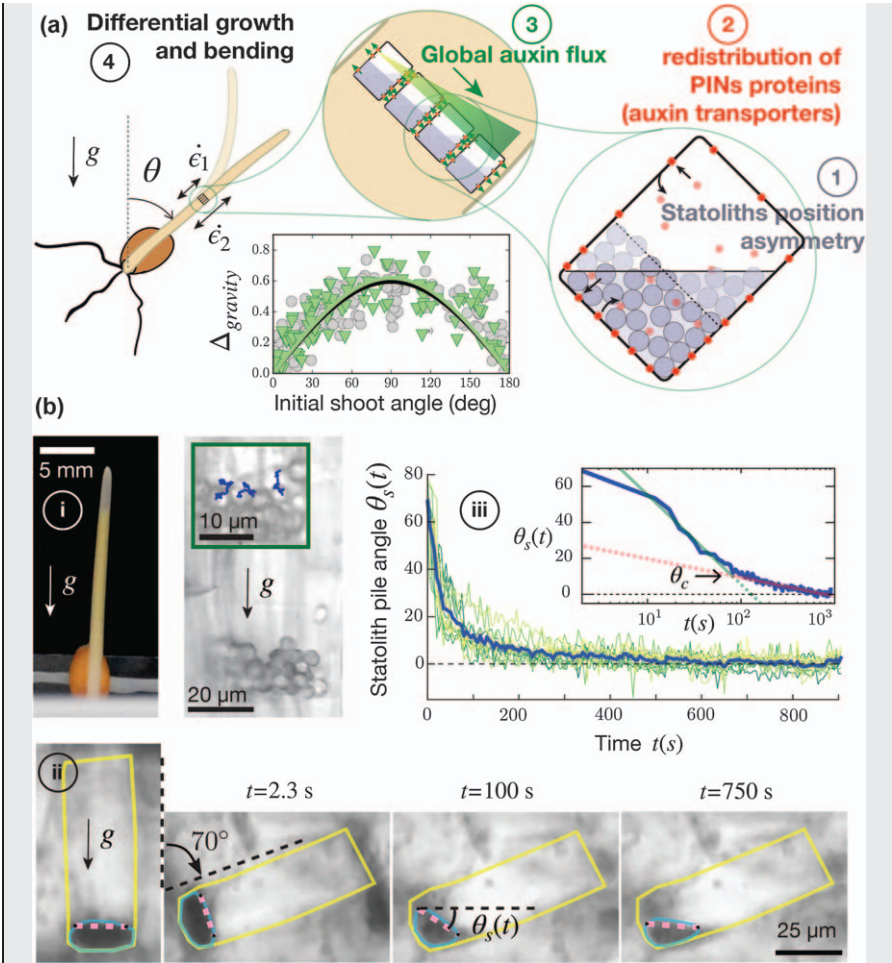 (a)
Differential growth
and bending
4
g
θ
ϵ̇1
ϵ̇2
3
Global auxin flux
2
redistribution of
PINs proteins
(auxin transporters)
1
Statoliths position
asymmetry
Δgravity
0.8
0.6
0.4
0.2
0.0
0 30 60 90 120 150 180
Initial shoot angle (deg)
(b)
5 mm
i
g
10 μm
g
20 μm
iii
Statolith pile angle θs(t)
80
60
40
20
0
0 200 400 600 800
Time t(s)
θs(t)
60
40
20
0
θc
10¹ 10² 10³
t(s)
ii
g
t=2.3 s
t=100 s
t=750 s
70°
θs(t)
25 μm